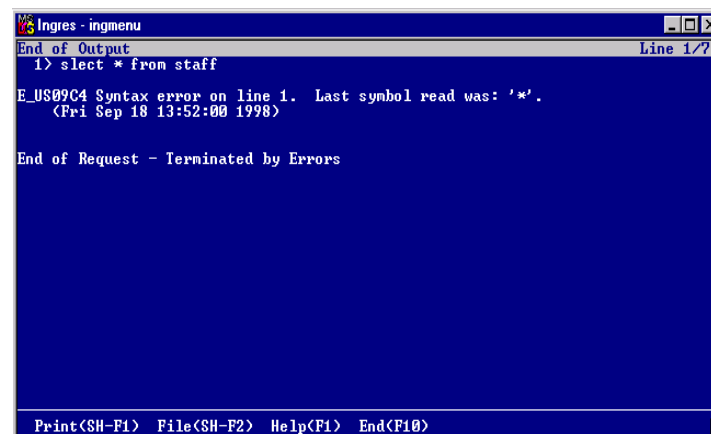 Ingres - ingmenu
End of Output Line 1/7
1> slect * from staff
E_US09C4 Syntax error on line 1. Last symbol read was: '*'.
(Fri Sep 18 13:52:00 1998)
End of Request - Terminated by Errors
Print(SH-F1) File(SH-F2) Help(F1) End(F10)